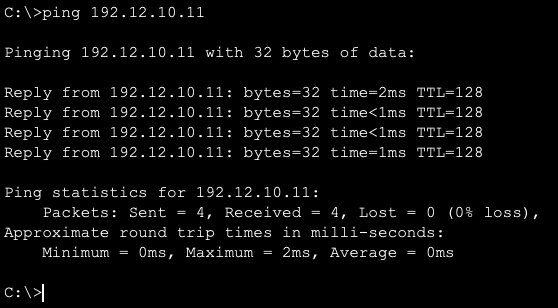 C:\>ping 192.12.10.11
Pinging 192.12.10.11 with 32 bytes of data:
Reply from 192.12.10.11: bytes=32 time=2ms TTL=128
Reply from 192.12.10.11: bytes=32 time<1ms TTL=128
Reply from 192.12.10.11: bytes=32 time<1ms TTL=128
Reply from 192.12.10.11: bytes=32 time=1ms TTL=128
Ping statistics for 192.12.10.11:
    Packets: Sent = 4, Received = 4, Lost = 0 (0% loss),
Approximate round trip times in milli-seconds:
    Minimum = 0ms, Maximum = 2ms, Average = 0ms
C:\>